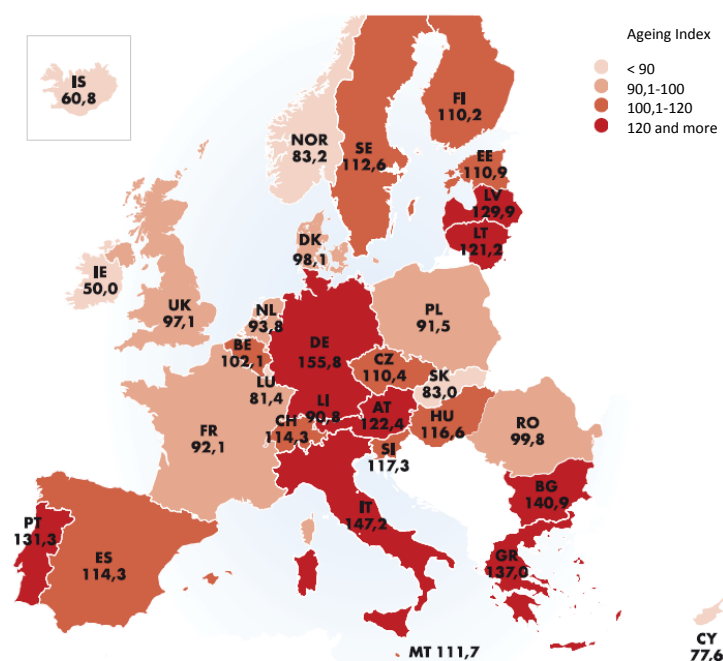 Ageing Index
< 90
90,1-100
100,1-120
120 and more
IS
60,8
FI
110,2
NOR
83,2
SE
112,6
EE
110,9
LV
129,9
LT
121,2
DK
98,1
IE
50,0
UK
97,1
NL
93,8
PL
91,5
BE
102,1
DE
155,8
CZ
110,4
SK
83,0
LU
81,4
LI
90,8
AT
122,4
HU
116,6
RO
99,8
FR
92,1
CH
114,3
SI
117,3
BG
140,9
PT
131,3
IT
147,2
ES
114,3
GR
137,0
MT 111,7
CY
77,6